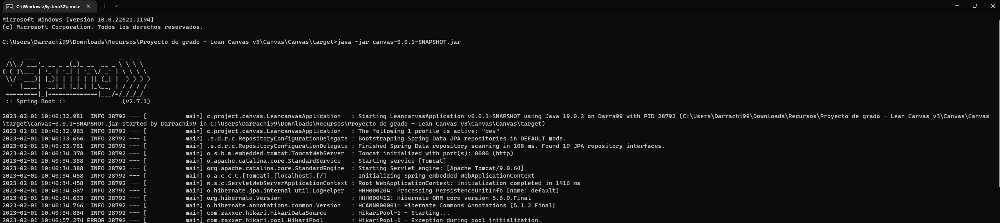 C:\Windows\System32\cmd.e
Microsoft Windows [Versión 10.0.22621.1194]
(c) Microsoft Corporation. Todos los derechos reservados.
C:\Users\Darrachi99\Downloads\Recursos\Proyecto de grado - Lean Canvas v3\Canvas\Canvas\target>java -jar canvas-0.0.1-SNAPSHOT.jar
  .   ____          _            __ _ _
 /\\ / ___'_ __ _ _(_)_ __  __ _ \ \ \ \
( ( )\___ | '_ | '_| | '_ \/ _` | \ \ \ \
 \\/  ___)| |_)| | | | | || (_| |  ) ) ) )
  '  |____| .__|_| |_|_| |_\__, | / / / /
 =========|_|==============|___/=/_/_/_/
 :: Spring Boot ::                (v2.7.1)
2023-02-01 10:40:32.981  INFO 28792 --- [           main] c.project.canvas.LeancanvasApplication   : Starting LeancanvasApplication v0.0.1-SNAPSHOT using Java 19.0.2 on Darra99 with PID 28792 (C:\Users\Darrachi99\Downloads\Recursos\Proyecto de grado - Lean Canvas v3\Canvas\Canvas
\target\canvas-0.0.1-SNAPSHOT.jar started by Darrachi99 in C:\Users\Darrachi99\Downloads\Recursos\Proyecto de grado - Lean Canvas v3\Canvas\Canvas\target)
2023-02-01 10:40:32.985  INFO 28792 --- [           main] c.project.canvas.LeancanvasApplication   : The following 1 profile is active: "dev"
2023-02-01 10:40:33.666  INFO 28792 --- [           main] .s.d.r.c.RepositoryConfigurationDelegate : Bootstrapping Spring Data JPA repositories in DEFAULT mode.
2023-02-01 10:40:33.781  INFO 28792 --- [           main] .s.d.r.c.RepositoryConfigurationDelegate : Finished Spring Data repository scanning in 108 ms. Found 19 JPA repository interfaces.
2023-02-01 10:40:34.378  INFO 28792 --- [           main] o.s.b.w.embedded.tomcat.TomcatWebServer  : Tomcat initialized with port(s): 8080 (http)
2023-02-01 10:40:34.388  INFO 28792 --- [           main] o.apache.catalina.core.StandardService   : Starting service [Tomcat]
2023-02-01 10:40:34.388  INFO 28792 --- [           main] org.apache.catalina.core.StandardEngine  : Starting Servlet engine: [Apache Tomcat/9.0.64]
2023-02-01 10:40:34.458  INFO 28792 --- [           main] o.a.c.c.C.[Tomcat].[localhost].[/]       : Initializing Spring embedded WebApplicationContext
2023-02-01 10:40:34.458  INFO 28792 --- [           main] w.s.c.ServletWebServerApplicationContext : Root WebApplicationContext: initialization completed in 1416 ms
2023-02-01 10:40:34.587  INFO 28792 --- [           main] o.hibernate.jpa.internal.util.LogHelper  : HHH000204: Processing PersistenceUnitInfo [name: default]
2023-02-01 10:40:34.633  INFO 28792 --- [           main] org.hibernate.Version                    : HHH000412: Hibernate ORM core version 5.6.9.Final
2023-02-01 10:40:34.766  INFO 28792 --- [           main] o.hibernate.annotations.common.Version   : HCANN000001: Hibernate Commons Annotations {5.1.2.Final}
2023-02-01 10:40:34.864  INFO 28792 --- [           main] com.zaxxer.hikari.HikariDataSource       : HikariPool-1 - Starting...
2023-02-01 10:40:57.274 ERROR 28792 --- [           main] com.zaxxer.hikari.pool.HikariPool        : HikariPool-1 - Exception during pool initialization.